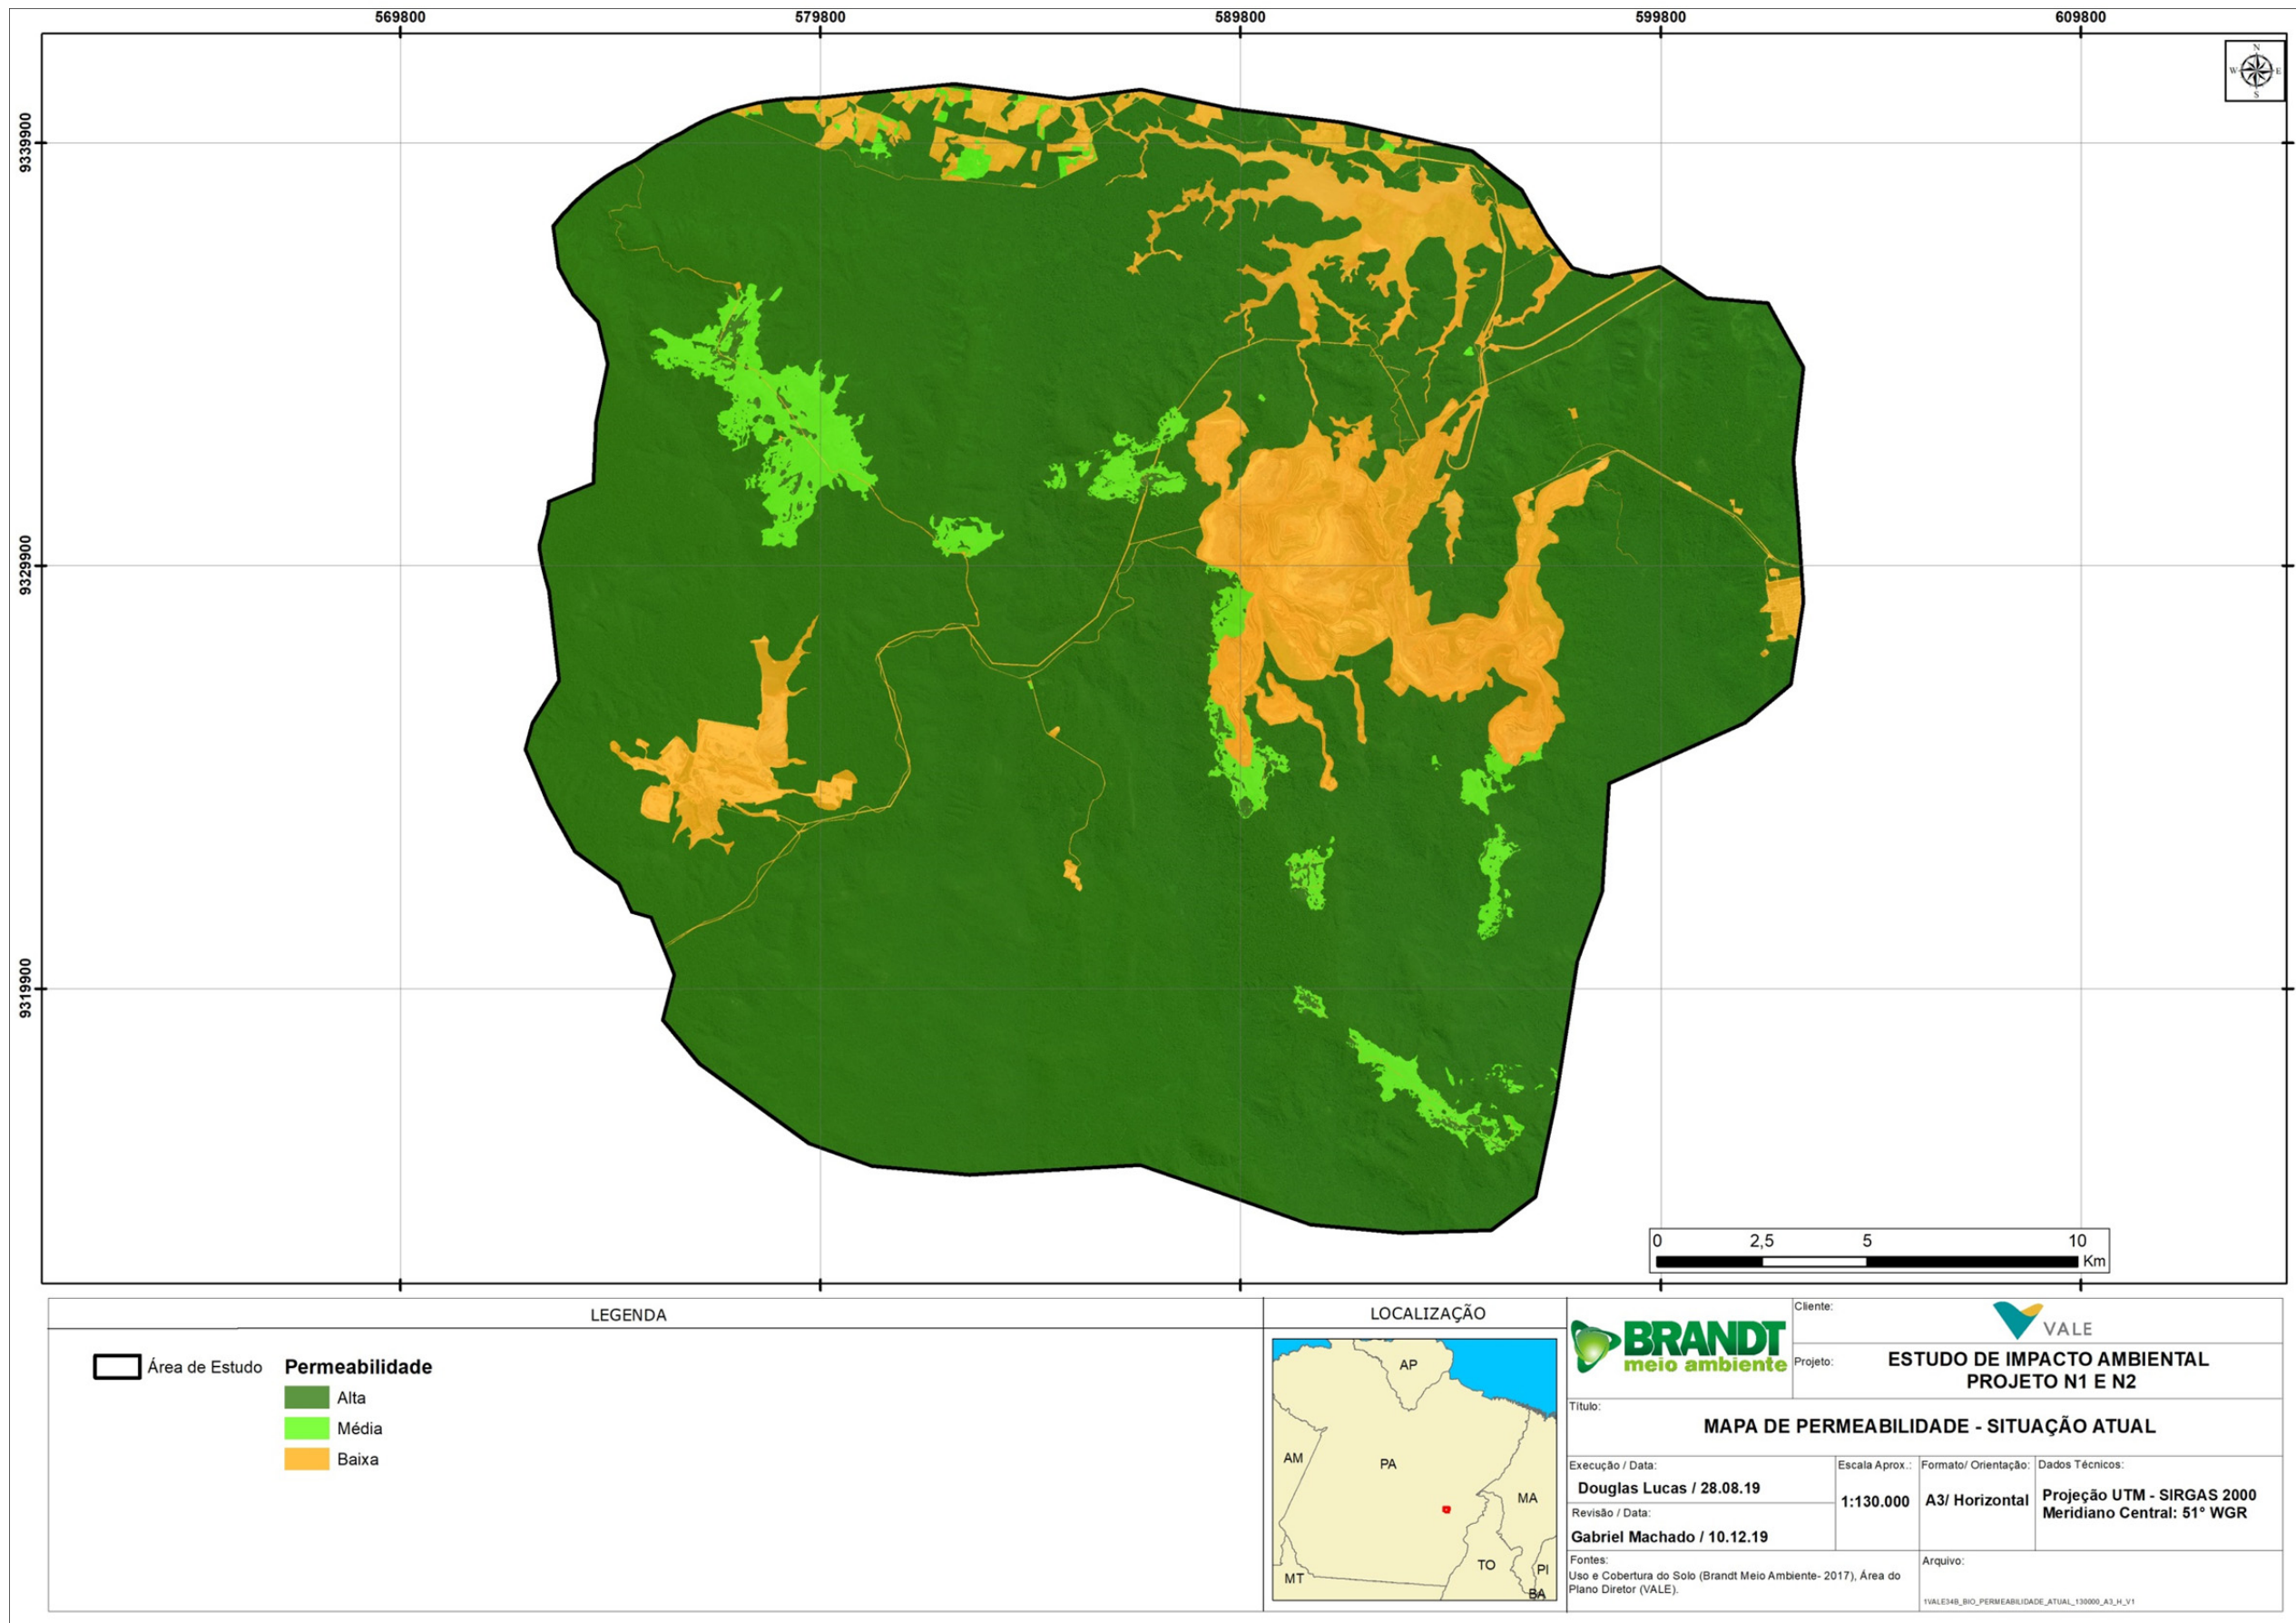 569800
579800
589800
599800
609800
N
W
E
S
9339900
9329900
9319900
0
2,5
5
10
Km
LEGENDA
Área de Estudo
Permeabilidade
Alta
Média
Baixa
LOCALIZAÇÃO
AP
AM
PA
MA
TO
PI
MT
BA
BRANDT
meio ambiente
Cliente:
VALE
Projeto:
ESTUDO DE IMPACTO AMBIENTAL
PROJETO N1 E N2
Título:
MAPA DE PERMEABILIDADE - SITUAÇÃO ATUAL
Execução / Data:
Douglas Lucas / 28.08.19
Revisão / Data:
Gabriel Machado / 10.12.19
Escala Aprox.:
1:130.000
Formato/ Orientação:
A3/ Horizontal
Dados Técnicos:
Projeção UTM - SIRGAS 2000
Meridiano Central: 51° WGR
Fontes:
Uso e Cobertura do Solo (Brandt Meio Ambiente- 2017), Área do
Plano Diretor (VALE).
Arquivo:
1VALE34B_BIO_PERMEABILIDADE_ATUAL_130000_A3_H_V1